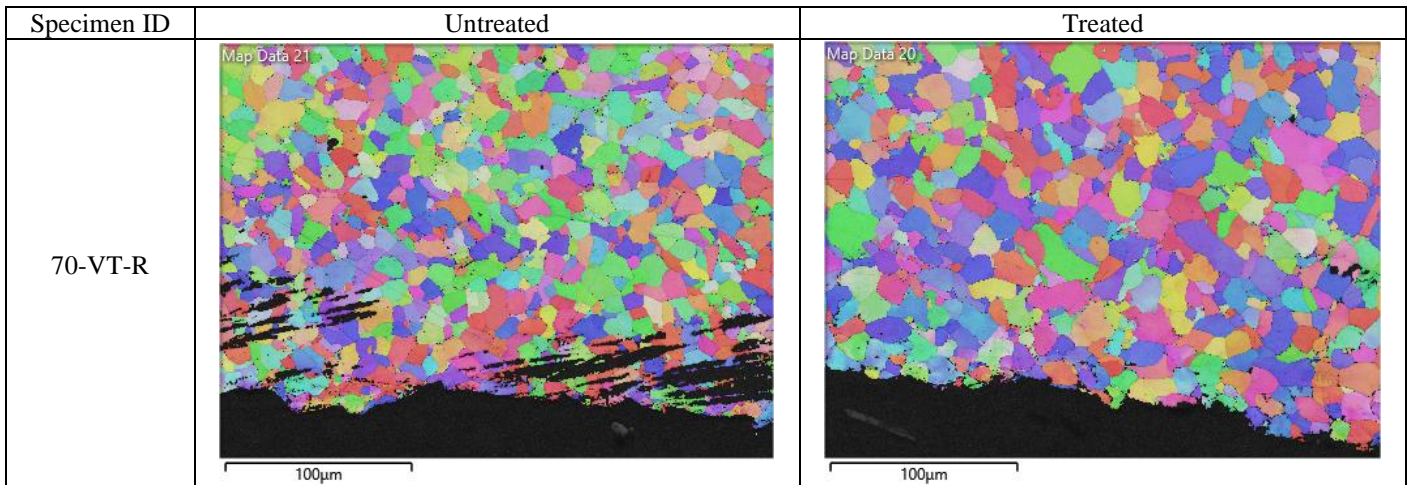 Specimen ID
Untreated
Treated
70-VT-R
Map Data 21
100µm
Map Data 20
100µm